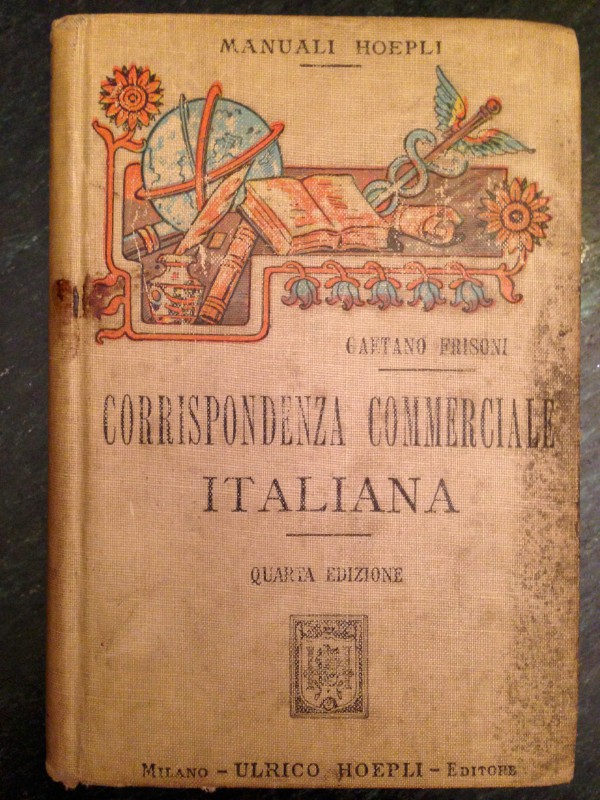 MANUALI HOEPLI
GAETANO FRISONI
CORRISPONDENZA COMMERCIALE
ITALIANA
QUARTA EDIZIONE
MILANO – ULRICO HOEPLI – EDITORE